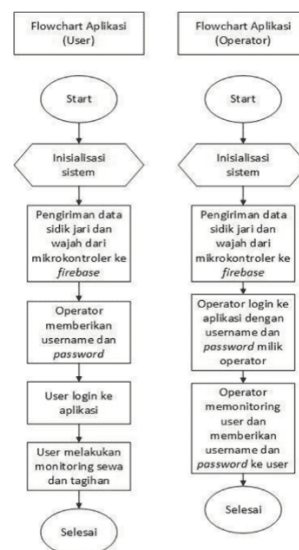 Flowchart Aplikasi
(User)
Start
Inisialisasi
sistem
Pengiriman data
sidik jari dan
wajah dari
mikrokontroler ke
firebase
Operator
memberikan
username dan
password
User login ke
aplikasi
User melakukan
monitoring sewa
dan tagihan
Selesai
Flowchart Aplikasi
(Operator)
Start
Inisialisasi
sistem
Pengiriman data
sidik jari dan
wajah dari
mikrokontroler ke
firebase
Operator login ke
aplikasi dengan
username dan
password milik
operator
Operator
memonitoring
user dan
memberikan
username dan
password ke user
Selesai